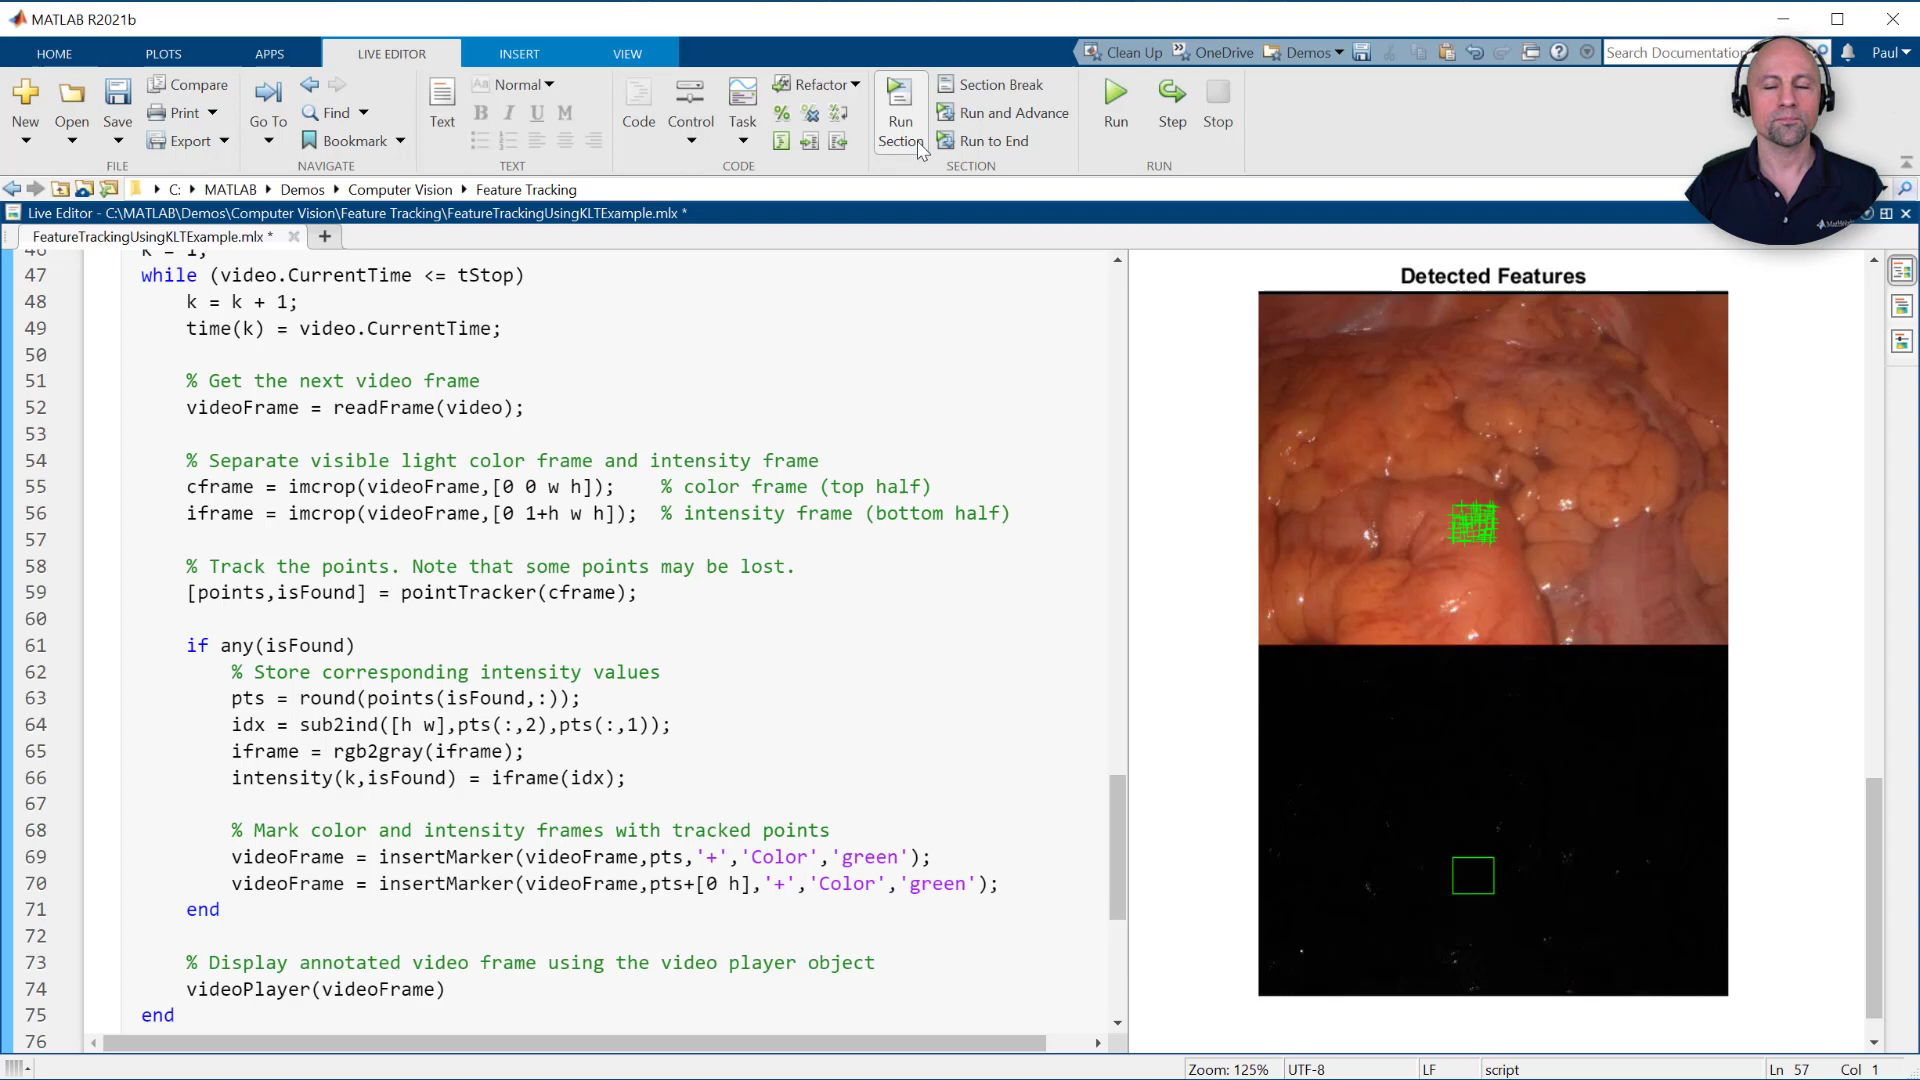 MATLAB R2021b
HOME PLOTS APPS LIVE EDITOR INSERT VIEW Clean Up OneDrive Demos Search Documentation Paul
New Open Save Compare Print Export Go To Find Bookmark Text Normal B I U M Code Control Task Refactor Run Section Section Break Run and Advance Run to End Run Step Stop
FILE NAVIGATE TEXT CODE SECTION RUN
C: MATLAB Demos Computer Vision Feature Tracking
Live Editor - C:\MATLAB\Demos\Computer Vision\Feature Tracking\FeatureTrackingUsingKLTExample.mlx *
FeatureTrackingUsingKLTExample.mlx *
46 k = 1;
47 while (video.CurrentTime <= tStop)
48 k = k + 1;
49 time(k) = video.CurrentTime;
50
51 % Get the next video frame
52 videoFrame = readFrame(video);
53
54 % Separate visible light color frame and intensity frame
55 cframe = imcrop(videoFrame,[0 0 w h]); % color frame (top half)
56 iframe = imcrop(videoFrame,[0 1+h w h]); % intensity frame (bottom half)
57
58 % Track the points. Note that some points may be lost.
59 [points,isFound] = pointTracker(cframe);
60
61 if any(isFound)
62 % Store corresponding intensity values
63 pts = round(points(isFound,:));
64 idx = sub2ind([h w],pts(:,2),pts(:,1));
65 iframe = rgb2gray(iframe);
66 intensity(k,isFound) = iframe(idx);
67
68 % Mark color and intensity frames with tracked points
69 videoFrame = insertMarker(videoFrame,pts,'+','Color','green');
70 videoFrame = insertMarker(videoFrame,pts+[0 h],'+','Color','green');
71 end
72
73 % Display annotated video frame using the video player object
74 videoPlayer(videoFrame)
75 end
76
Detected Features
Zoom: 125% UTF-8 LF script Ln 57 Col 1